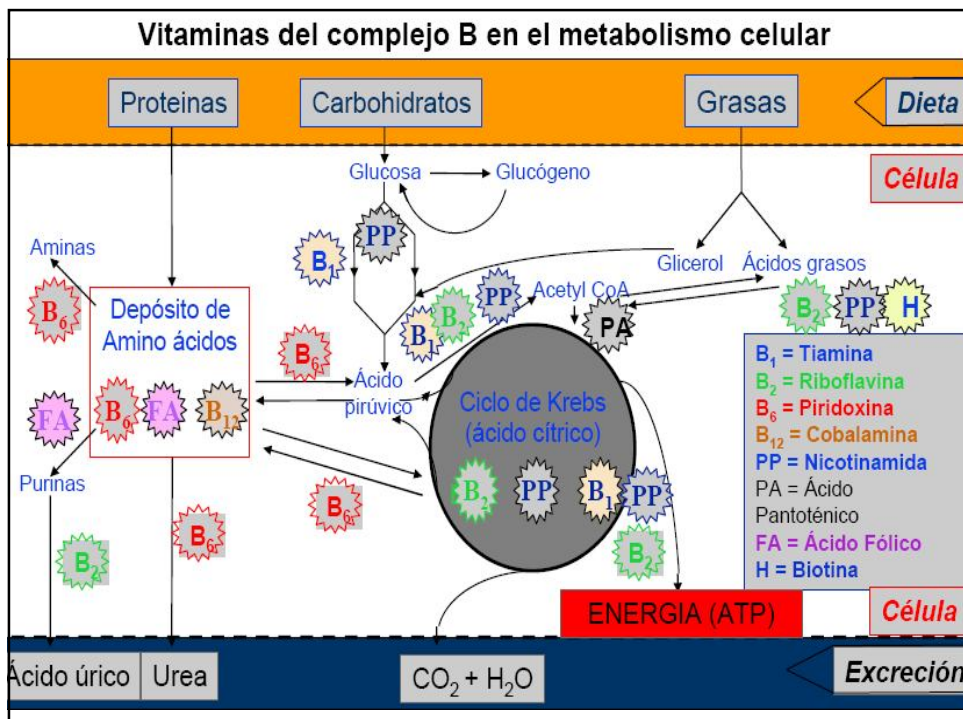 Vitaminas del complejo B en el metabolismo celular
Proteinas
Carbohidratos
Grasas
Dieta
Célula
Glucosa
Glucógeno
PP
B₁
Aminas
B₆
Glicerol
Ácidos grasos
Acetyl CoA
PP
B₂
B₁
PA
B₂
PP
H
Depósito de
Amino ácidos
B₆
FA
B₁₂
FA
B₆
Ácido
pirúvico
Ciclo de Krebs
(ácido cítrico)
B₂
PP
B₁
PP
B₂
Purinas
B₂
B₆
B₆
B₁ = Tiamina
B₂ = Riboflavina
B₆ = Piridoxina
B₁₂ = Cobalamina
PP = Nicotinamida
PA = Ácido
Pantoténico
FA = Ácido Fólico
H = Biotina
Célula
ENERGIA (ATP)
Ácido úrico
Urea
CO₂ + H₂O
Excreción